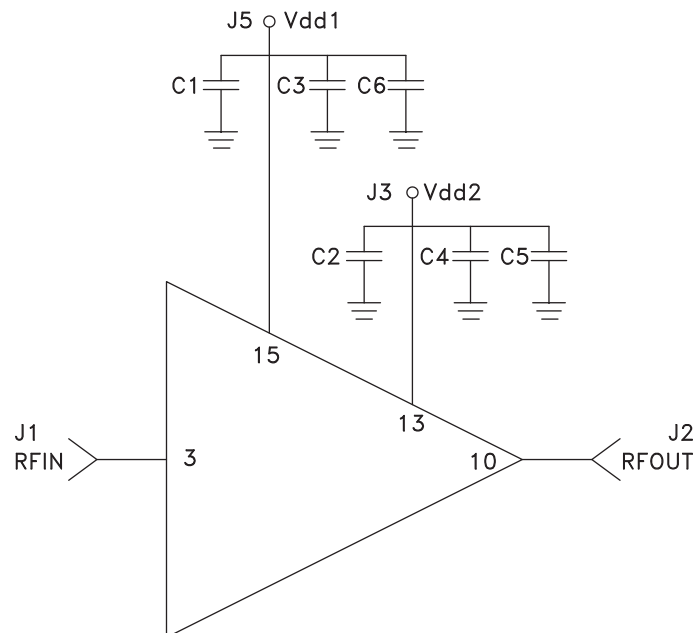 J5 Vdd1
C1 C3 C6
J3 Vdd2
C2 C4 C5
15
13
J1 J2
RFIN 3 10 RFOUT